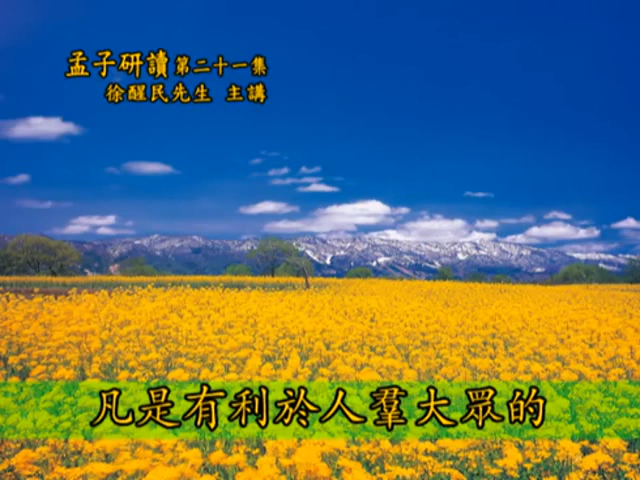 孟子研讀 第二十一集
徐醒民先生 主講
凡是有利於人羣大眾的